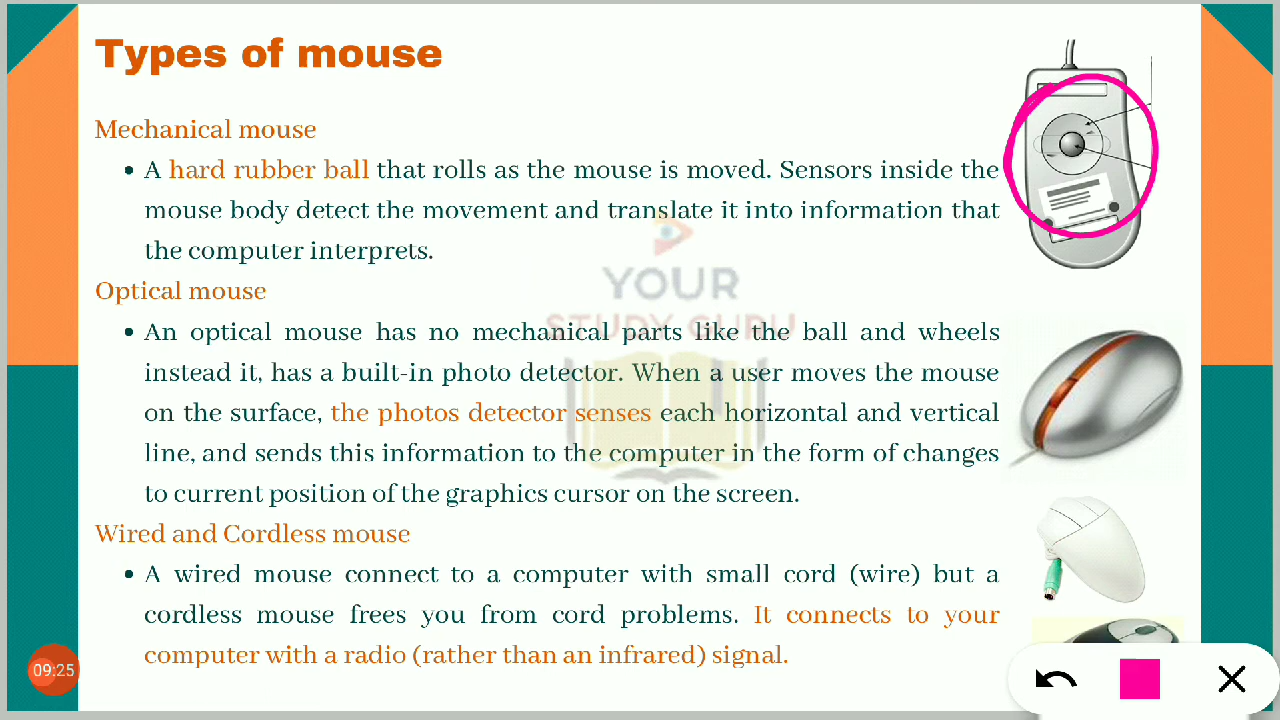 Types of mouse
Mechanical mouse
• A hard rubber ball that rolls as the mouse is moved. Sensors inside the
mouse body detect the movement and translate it into information that
the computer interprets.
Optical mouse
• An optical mouse has no mechanical parts like the ball and wheels
instead it, has a built-in photo detector. When a user moves the mouse
on the surface, the photos detector senses each horizontal and vertical
line, and sends this information to the computer in the form of changes
to current position of the graphics cursor on the screen.
Wired and Cordless mouse
• A wired mouse connect to a computer with small cord (wire) but a
cordless mouse frees you from cord problems. It connects to your
computer with a radio (rather than an infrared) signal.
YOUR
STUDY GURU
09:25